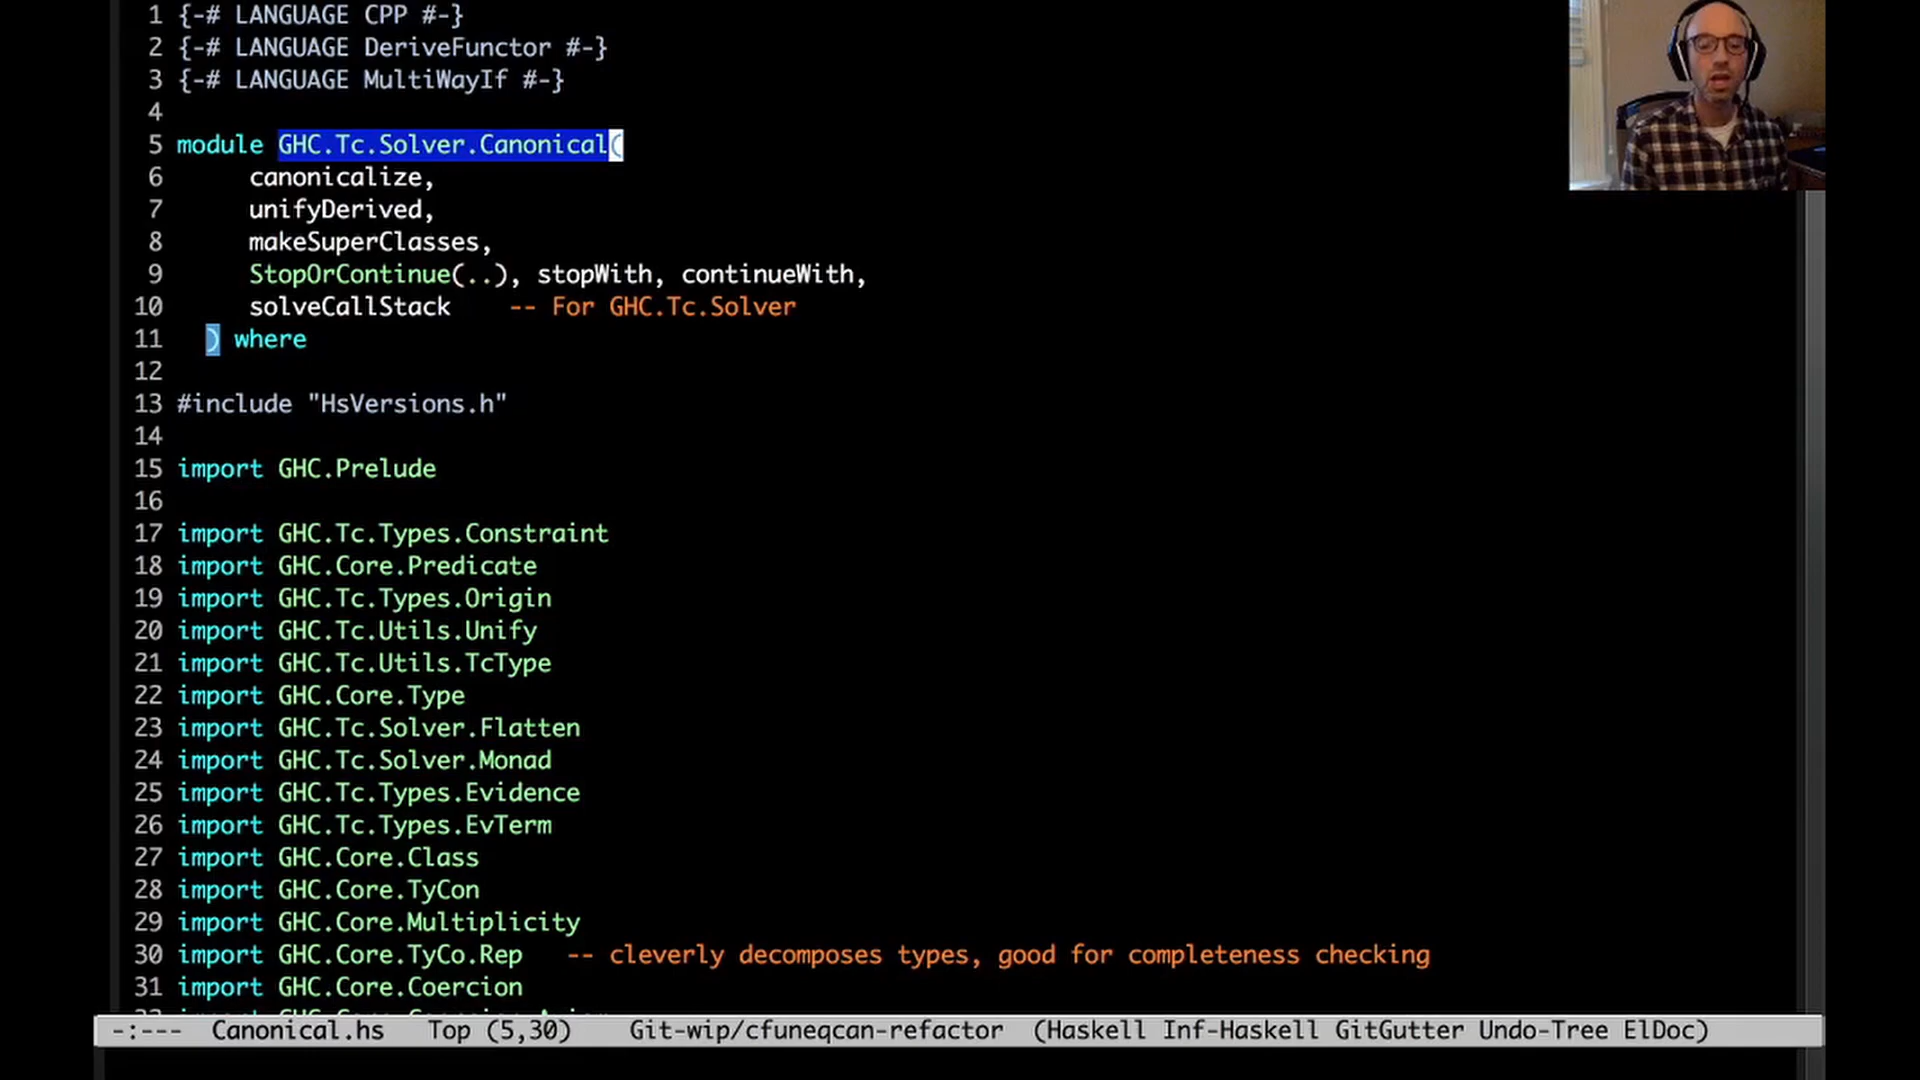 1 {-# LANGUAGE CPP #-}
2 {-# LANGUAGE DeriveFunctor #-}
3 {-# LANGUAGE MultiWayIf #-}
4
5 module GHC.Tc.Solver.Canonical(
6      canonicalize,
7      unifyDerived,
8      makeSuperClasses,
9      StopOrContinue(..), stopWith, continueWith,
10      solveCallStack    -- For GHC.Tc.Solver
11   ) where
12
13 #include "HsVersions.h"
14
15 import GHC.Prelude
16
17 import GHC.Tc.Types.Constraint
18 import GHC.Core.Predicate
19 import GHC.Tc.Types.Origin
20 import GHC.Tc.Utils.Unify
21 import GHC.Tc.Utils.TcType
22 import GHC.Core.Type
23 import GHC.Tc.Solver.Flatten
24 import GHC.Tc.Solver.Monad
25 import GHC.Tc.Types.Evidence
26 import GHC.Tc.Types.EvTerm
27 import GHC.Core.Class
28 import GHC.Core.TyCon
29 import GHC.Core.Multiplicity
30 import GHC.Core.TyCo.Rep   -- cleverly decomposes types, good for completeness checking
31 import GHC.Core.Coercion
-:---  Canonical.hs   Top (5,30)    Git-wip/cfuneqcan-refactor  (Haskell Inf-Haskell GitGutter Undo-Tree ElDoc)